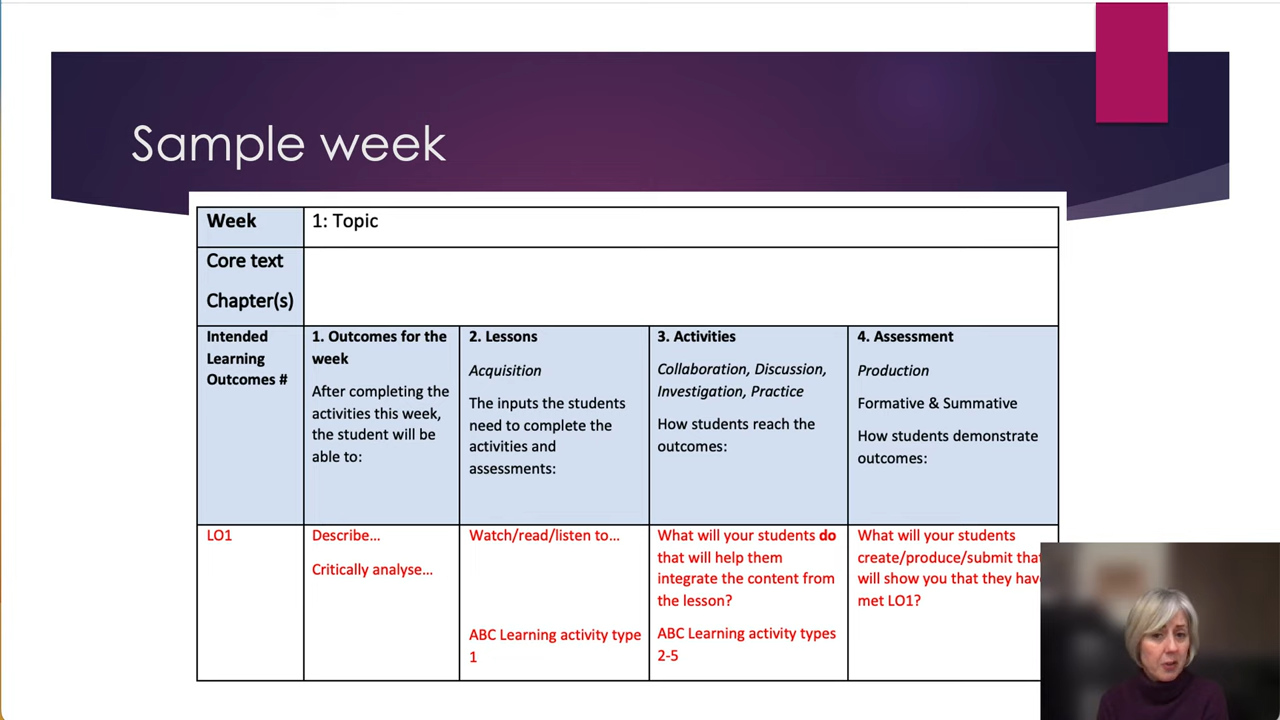 Sample week
Week
1: Topic
Core text
Chapter(s)
Intended
Learning
Outcomes #
1. Outcomes for the
week
After completing the
activities this week,
the student will be
able to:
2. Lessons
Acquisition
The inputs the students
need to complete the
activities and
assessments:
3. Activities
Collaboration, Discussion,
Investigation, Practice
How students reach the
outcomes:
4. Assessment
Production
Formative & Summative
How students demonstrate
outcomes:
LO1
Describe...
Critically analyse...
Watch/read/listen to...
ABC Learning activity type
1
What will your students do
that will help them
integrate the content from
the lesson?
ABC Learning activity types
2-5
What will your students
create/produce/submit that
will show you that they have
met LO1?